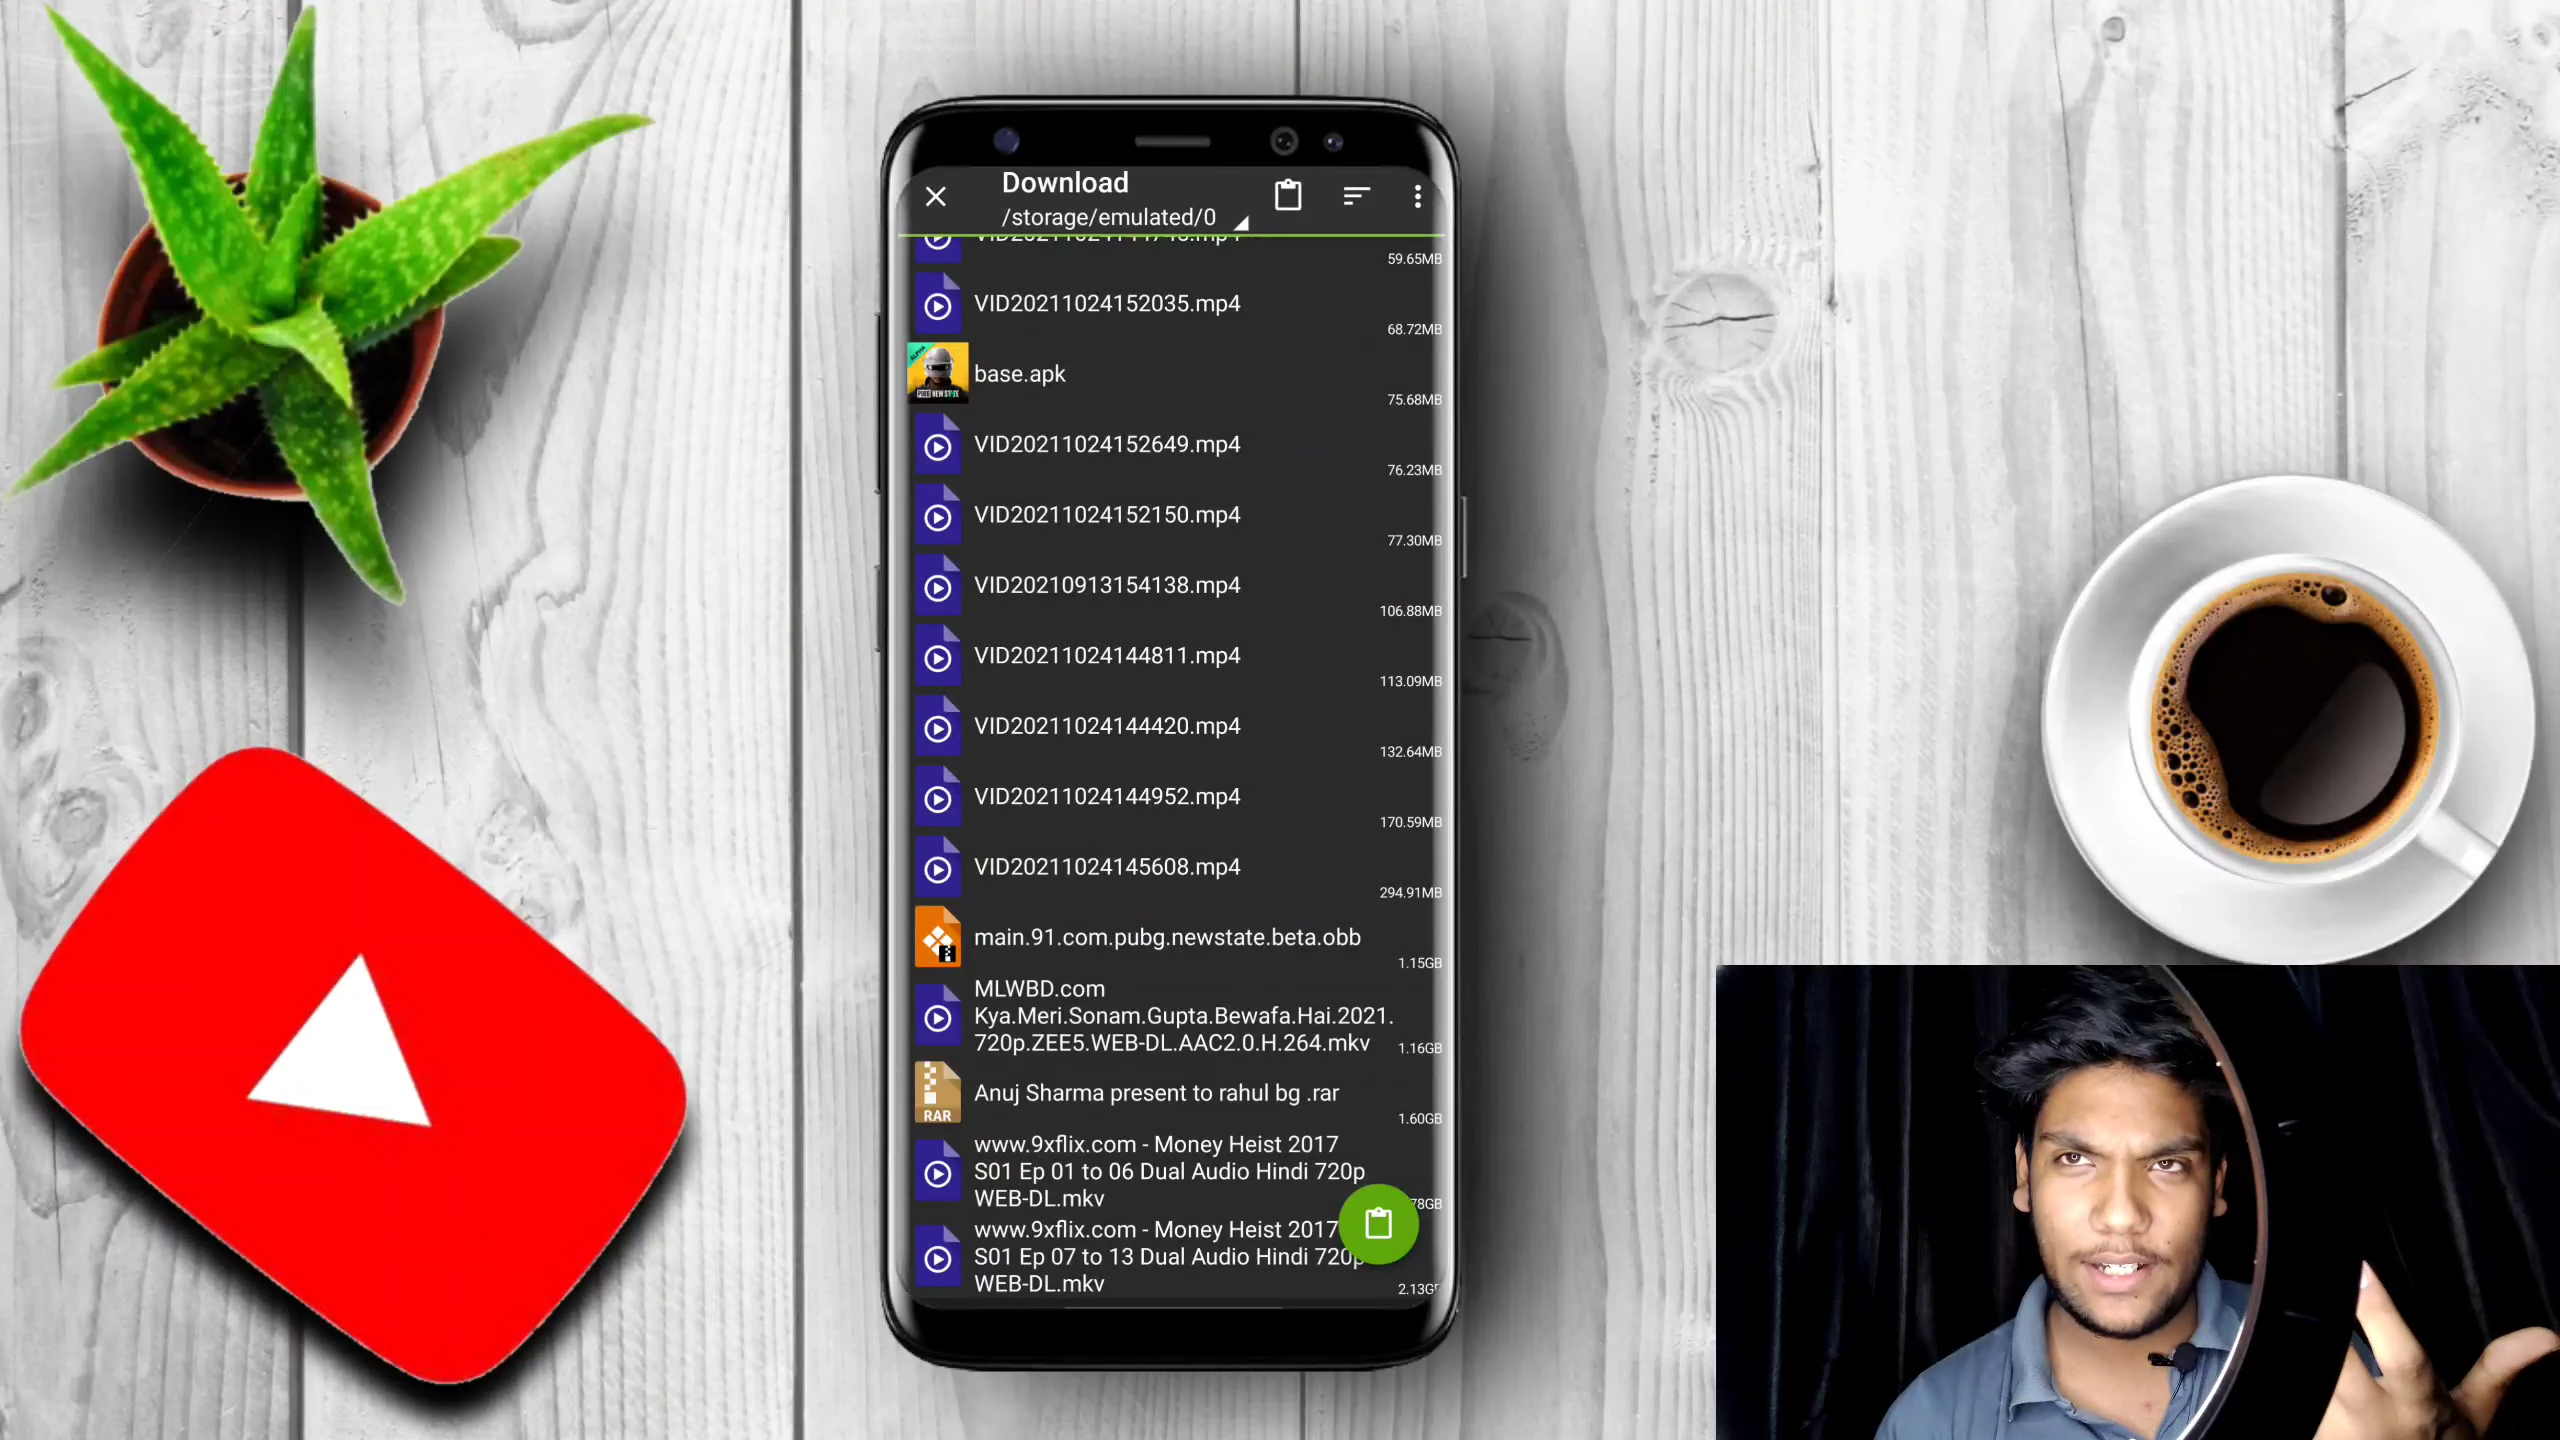 Download
/storage/emulated/0
59.65MB
VID20211024152035.mp4
68.72MB
base.apk
75.68MB
VID20211024152649.mp4
76.23MB
VID20211024152150.mp4
77.30MB
VID20210913154138.mp4
106.88MB
VID20211024144811.mp4
113.09MB
VID20211024144420.mp4
132.64MB
VID20211024144952.mp4
170.59MB
VID20211024145608.mp4
294.91MB
main.91.com.pubg.newstate.beta.obb
1.15GB
MLWBD.com
Kya.Meri.Sonam.Gupta.Bewafa.Hai.2021.
720p.ZEE5.WEB-DL.AAC2.0.H.264.mkv
1.16GB
Anuj Sharma present to rahul bg .rar
RAR
1.60GB
www.9xflix.com - Money Heist 2017
S01 Ep 01 to 06 Dual Audio Hindi 720p
WEB-DL.mkv
78GB
www.9xflix.com - Money Heist 2017
S01 Ep 07 to 13 Dual Audio Hindi 720p
WEB-DL.mkv